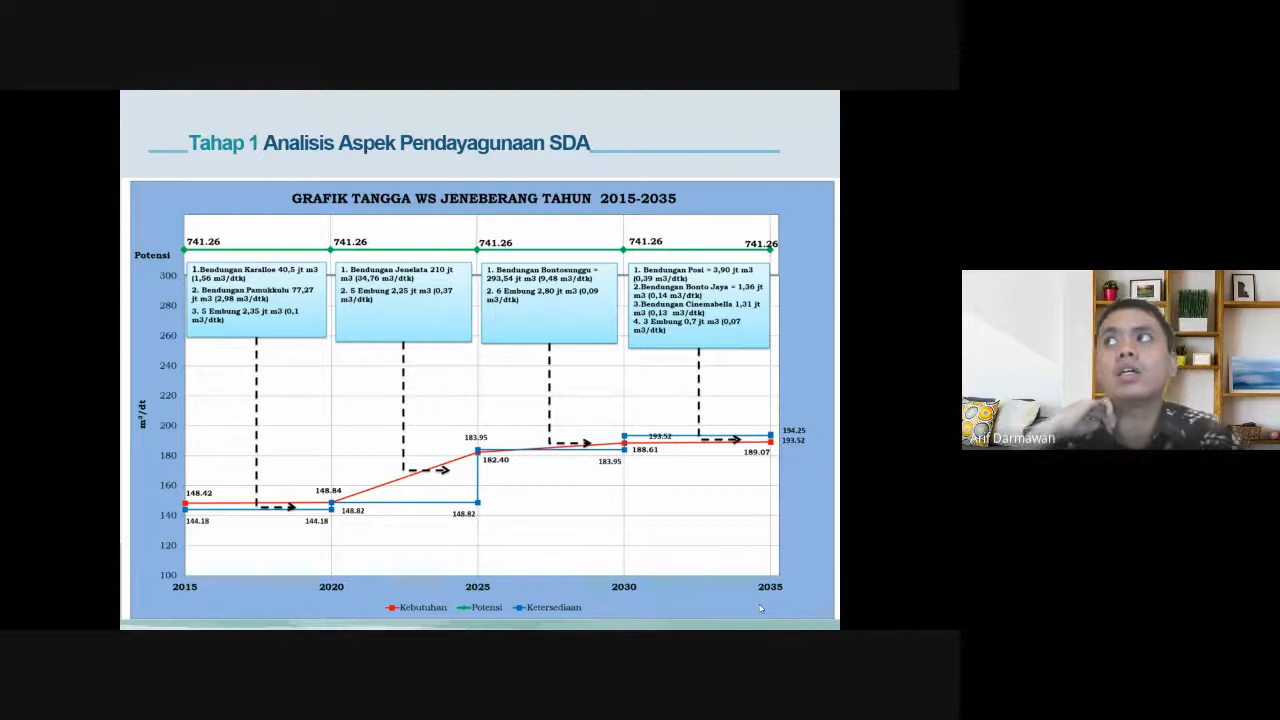 Tahap 1 Analisis Aspek Pendayagunaan SDA
GRAFIK TANGGA WS JENEBERANG TAHUN 2015-2035
741.26
741.26
741.26
741.26
741.26
Potensi
1.Bendungan Karalloe 40,5 jt m3
(1,56 m3/dtk)
2. Bendungan Pamukkulu 77,27
jt m3 (2,98 m3/dtk)
3. 5 Embung 2,35 jt m3 (0,1
m3/dtk)
1. Bendungan Jenelata 210 jt
m3 (34,76 m3/dtk)
2. 5 Embung 2,25 jt m3 (0,37
m3/dtk)
1. Bendungan Bontosunggu =
293,54 jt m3 (9,48 m3/dtk)
2. 6 Embung 2,80 jt m3 (0,09
m3/dtk)
1. Bendungan Posi = 3,90 jt m3
(0,39 m3/dtk)
2.Bendungan Bonto Jaya = 1,36 jt
m3 (0,14 m3/dtk)
3.Bendungan Cinemabella 1,31 jt
m3 (0,13 m3/dtk)
4. 3 Embung 0,7 jt m3 (0,07
m3/dtk)
300
280
260
240
220
200
180
160
140
120
100
m³/dt
148.42
144.18
148.84
144.18
148.82
183.95
182.40
148.82
193.52
188.61
183.95
194.25
193.52
189.07
2015
2020
2025
2030
2035
Kebutuhan
Potensi
Ketersediaan
Arif Darmawan